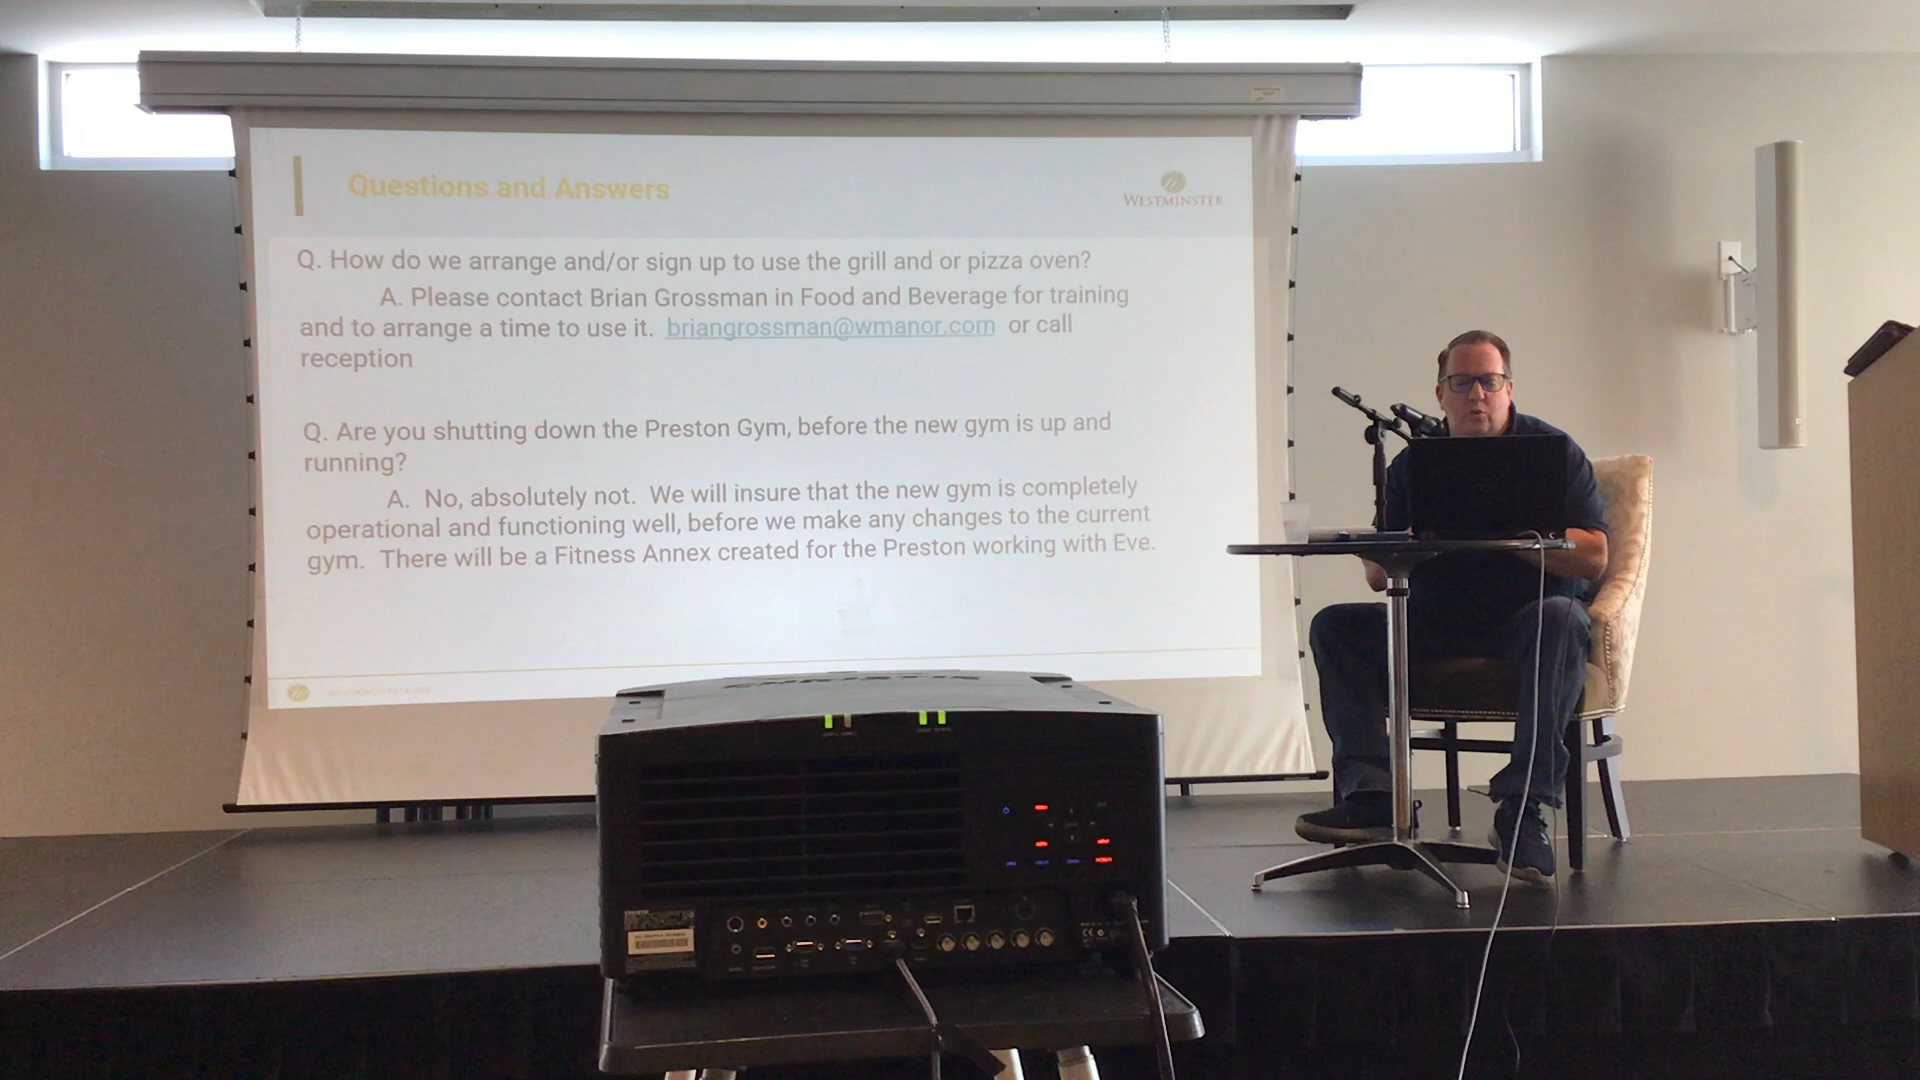 Questions and Answers
WESTMINSTER
Q. How do we arrange and/or sign up to use the grill and or pizza oven?
A. Please contact Brian Grossman in Food and Beverage for training
and to arrange a time to use it. briangrossman@wmanor.com or call
reception
Q. Are you shutting down the Preston Gym, before the new gym is up and
running?
A. No, absolutely not. We will insure that the new gym is completely
operational and functioning well, before we make any changes to the current
gym. There will be a Fitness Annex created for the Preston working with Eve.
CHRISTIE